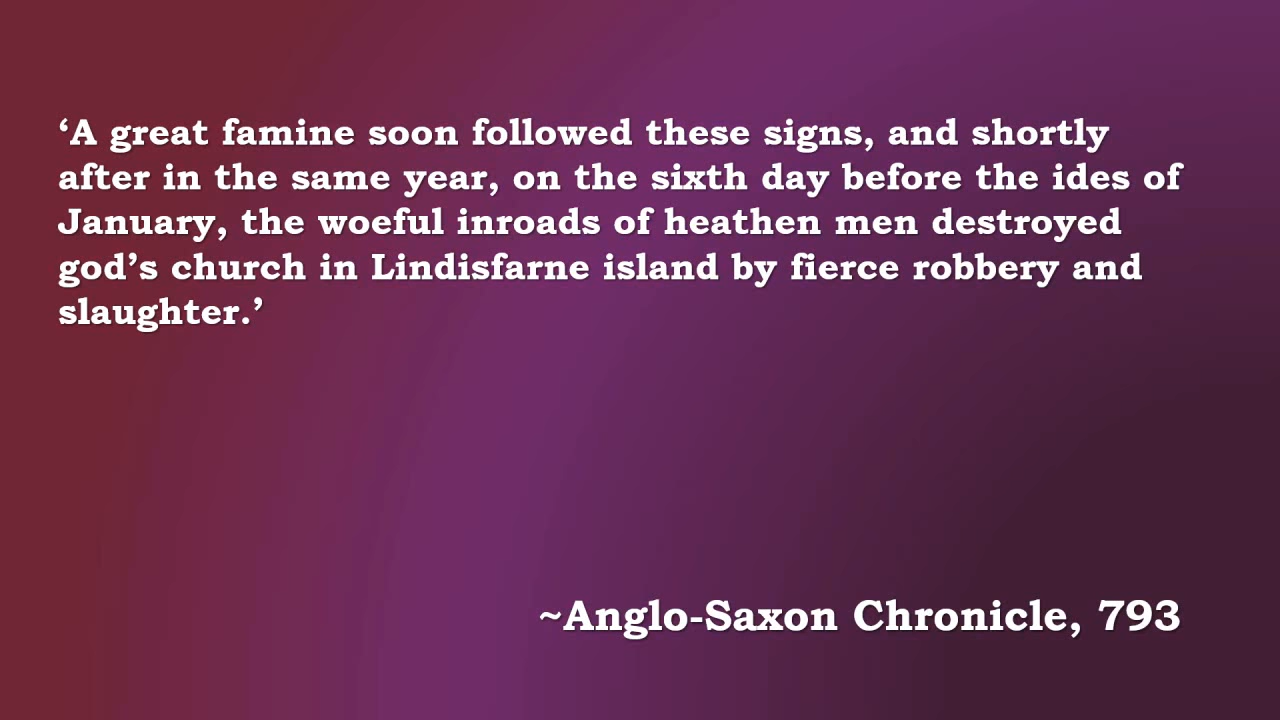 ‘A great famine soon followed these signs, and shortly
after in the same year, on the sixth day before the ides of
January, the woeful inroads of heathen men destroyed
god’s church in Lindisfarne island by fierce robbery and
slaughter.’
~Anglo-Saxon Chronicle, 793